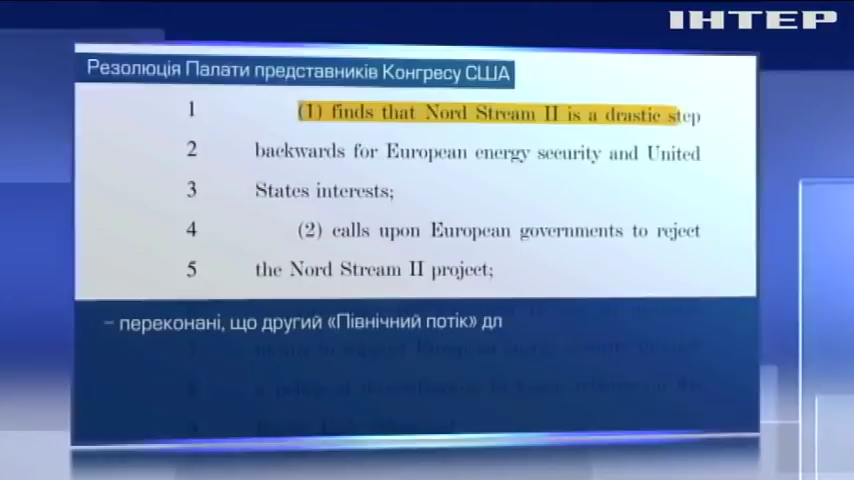 ІНТЕР
Резолюція Палати представників Конгресу США
1 (1) finds that Nord Stream II is a drastic step
2 backwards for European energy security and United
3 States interests;
4 (2) calls upon European governments to reject
5 the Nord Stream II project;
– переконані, що другий «Північний потік» дл